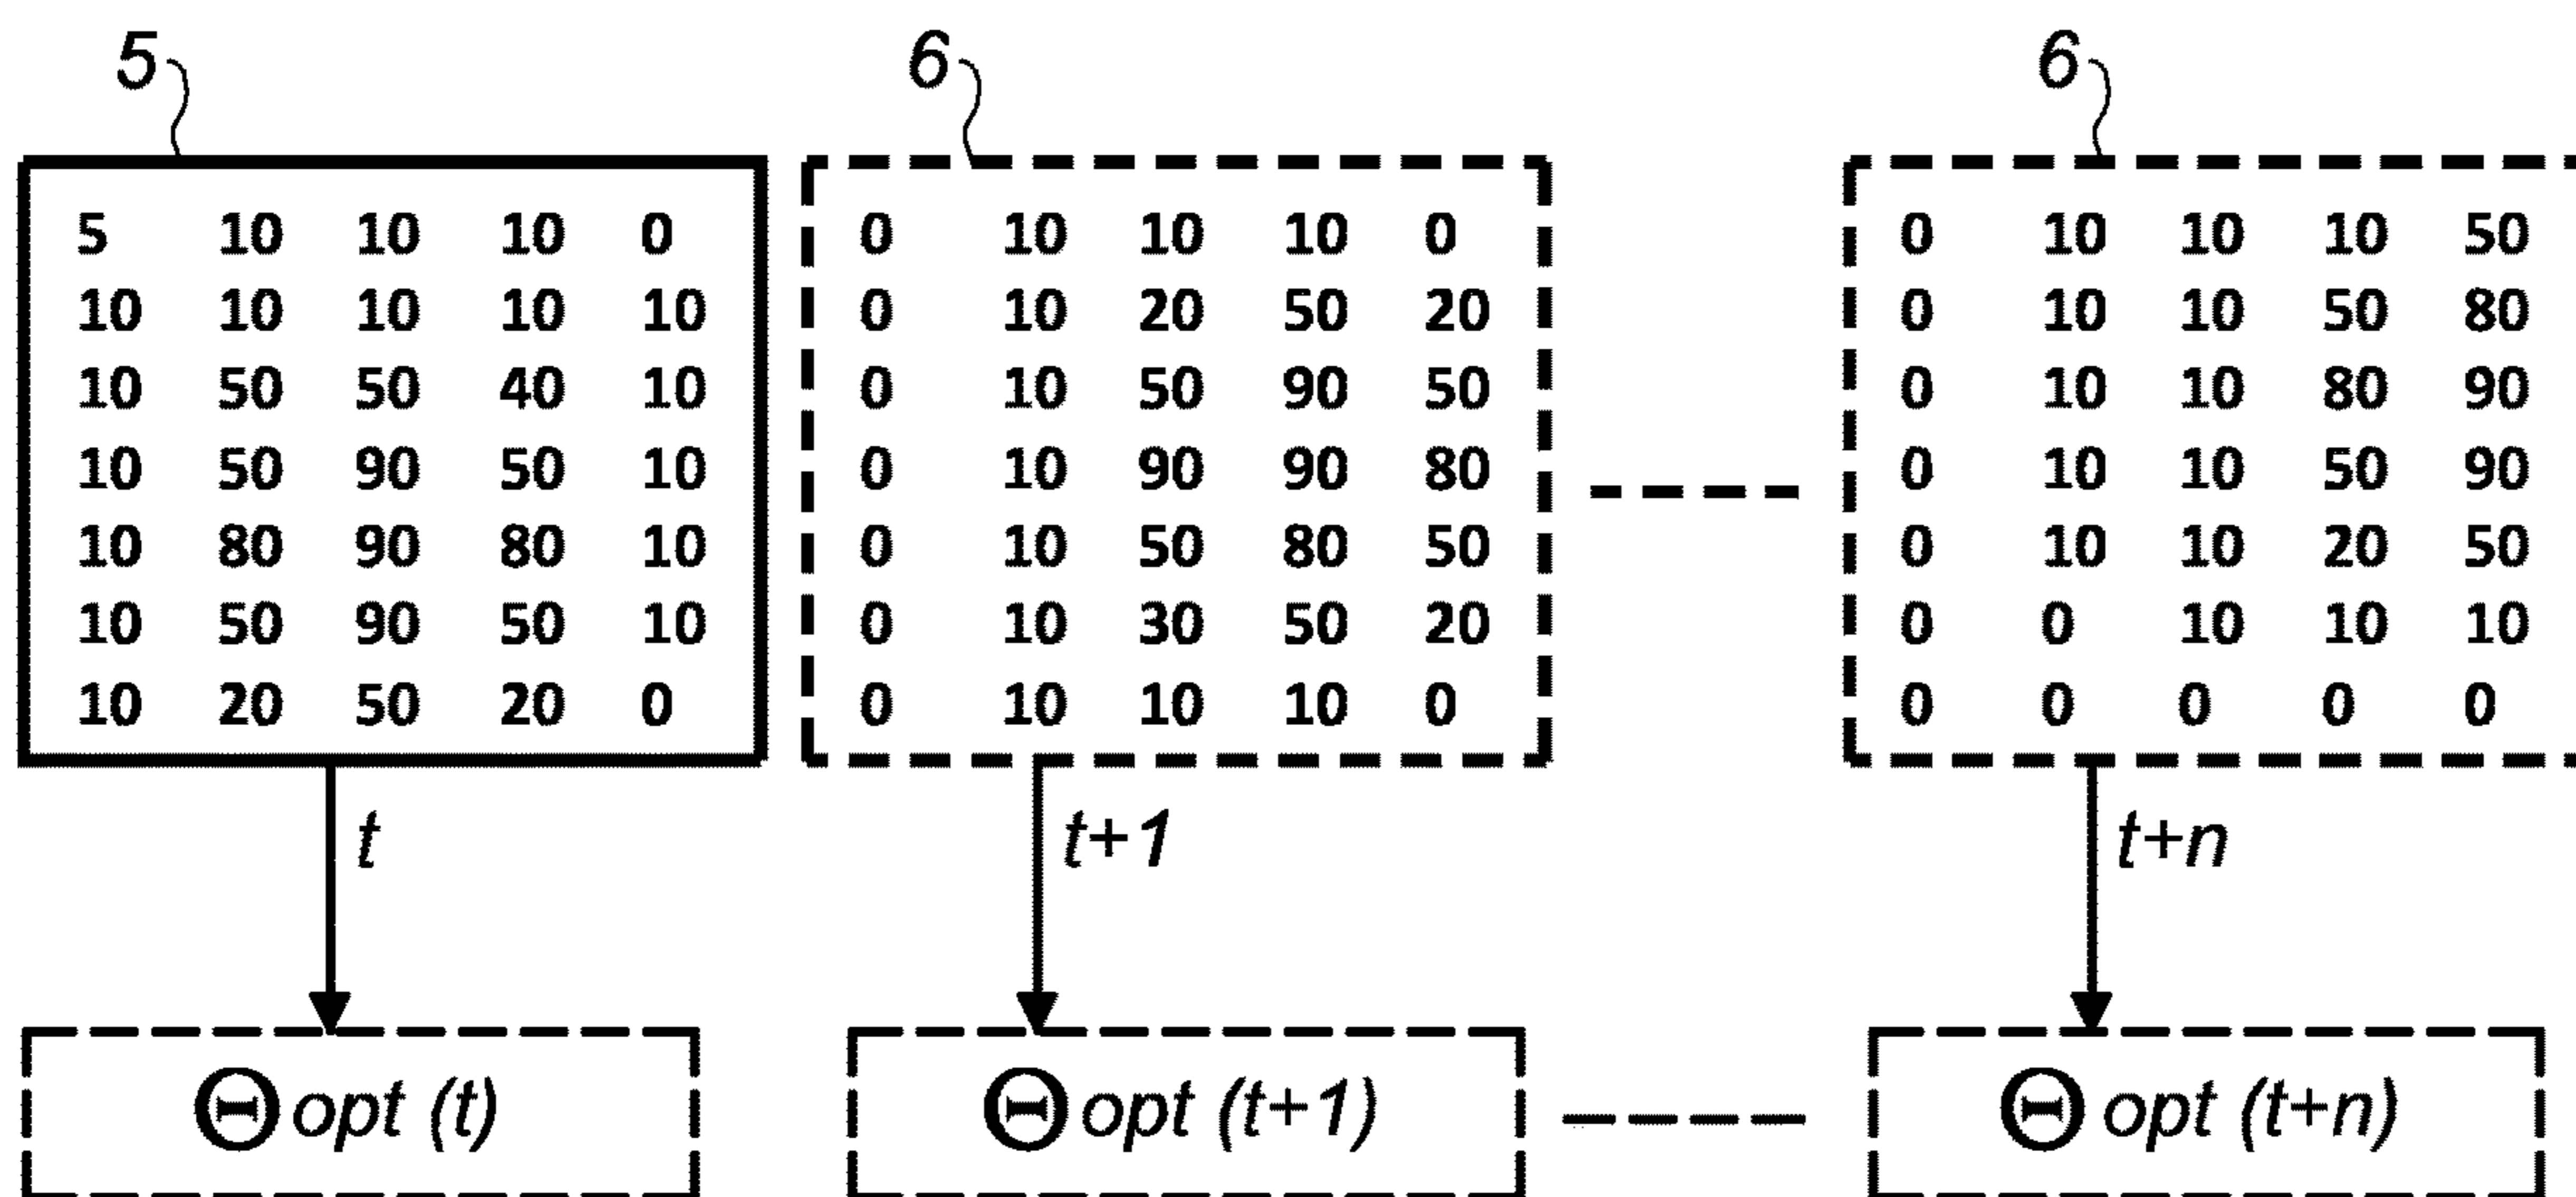 5 6 6
5 10 10 10 0 0 10 10 10 0 0 10 10 10 50
10 10 10 10 10 0 10 20 50 20 0 10 10 50 80
10 50 50 40 10 0 10 50 90 50 0 10 10 80 90
10 50 90 50 10 0 10 90 90 80 0 10 10 50 90
10 80 90 80 10 0 10 50 80 50 0 10 10 20 50
10 50 90 50 10 0 10 30 50 20 0 0 10 10 10
10 20 50 20 0 0 10 10 10 0 0 0 0 0 0
t t+1 t+n
Θ opt (t) Θ opt (t+1) Θ opt (t+n)